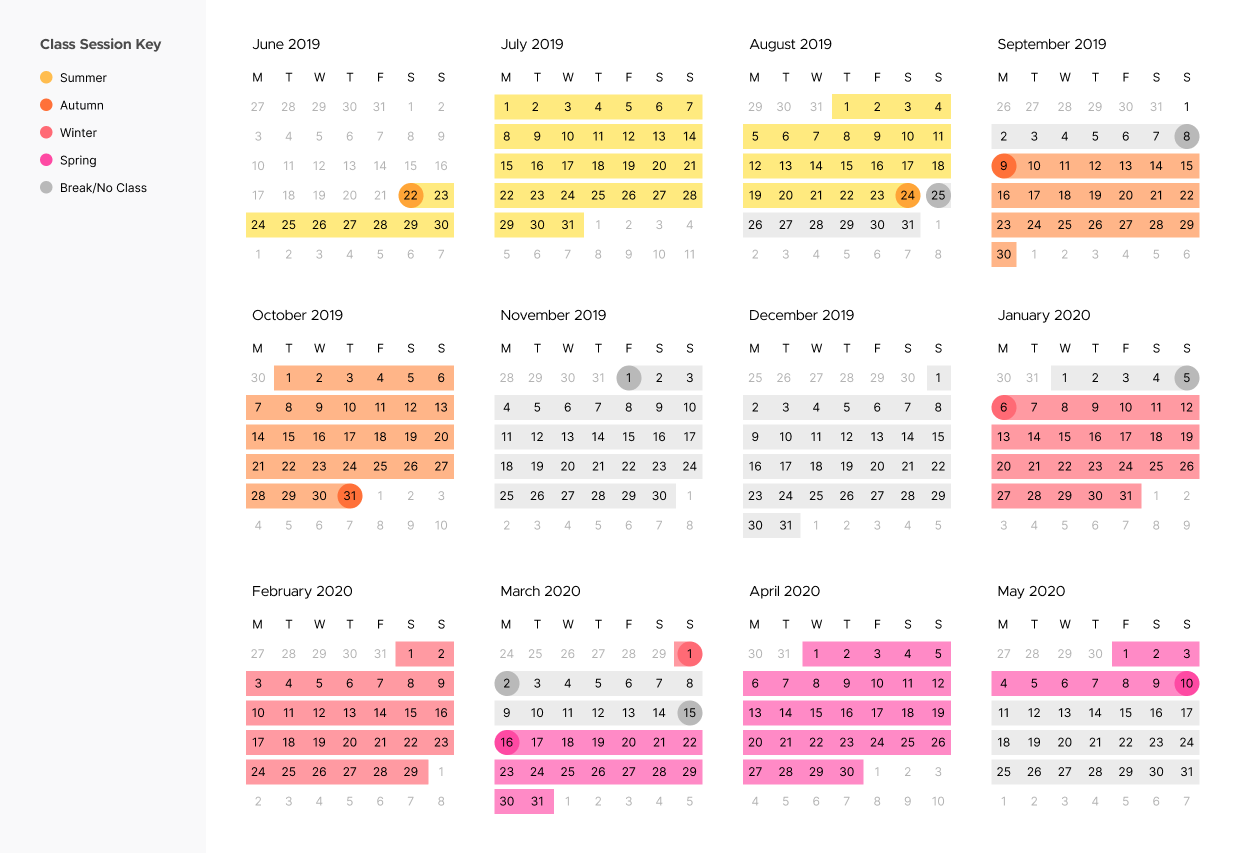 Class Session Key
Summer
Autumn
Winter
Spring
Break/No Class
June 2019
M T W T F S S
27 28 29 30 31 1 2
3 4 5 6 7 8 9
10 11 12 13 14 15 16
17 18 19 20 21 22 23
24 25 26 27 28 29 30
1 2 3 4 5 6 7
July 2019
M T W T F S S
1 2 3 4 5 6 7
8 9 10 11 12 13 14
15 16 17 18 19 20 21
22 23 24 25 26 27 28
29 30 31 1 2 3 4
5 6 7 8 9 10 11
August 2019
M T W T F S S
29 30 31 1 2 3 4
5 6 7 8 9 10 11
12 13 14 15 16 17 18
19 20 21 22 23 24 25
26 27 28 29 30 31 1
2 3 4 5 6 7 8
September 2019
M T W T F S S
26 27 28 29 30 31 1
2 3 4 5 6 7 8
9 10 11 12 13 14 15
16 17 18 19 20 21 22
23 24 25 26 27 28 29
30 1 2 3 4 5 6
October 2019
M T W T F S S
30 1 2 3 4 5 6
7 8 9 10 11 12 13
14 15 16 17 18 19 20
21 22 23 24 25 26 27
28 29 30 31 1 2 3
4 5 6 7 8 9 10
November 2019
M T W T F S S
28 29 30 31 1 2 3
4 5 6 7 8 9 10
11 12 13 14 15 16 17
18 19 20 21 22 23 24
25 26 27 28 29 30 1
2 3 4 5 6 7 8
December 2019
M T W T F S S
25 26 27 28 29 30 1
2 3 4 5 6 7 8
9 10 11 12 13 14 15
16 17 18 19 20 21 22
23 24 25 26 27 28 29
30 31 1 2 3 4 5
January 2020
M T W T F S S
30 31 1 2 3 4 5
6 7 8 9 10 11 12
13 14 15 16 17 18 19
20 21 22 23 24 25 26
27 28 29 30 31 1 2
3 4 5 6 7 8 9
February 2020
M T W T F S S
27 28 29 30 31 1 2
3 4 5 6 7 8 9
10 11 12 13 14 15 16
17 18 19 20 21 22 23
24 25 26 27 28 29 1
2 3 4 5 6 7 8
March 2020
M T W T F S S
24 25 26 27 28 29 1
2 3 4 5 6 7 8
9 10 11 12 13 14 15
16 17 18 19 20 21 22
23 24 25 26 27 28 29
30 31 1 2 3 4 5
April 2020
M T W T F S S
30 31 1 2 3 4 5
6 7 8 9 10 11 12
13 14 15 16 17 18 19
20 21 22 23 24 25 26
27 28 29 30 1 2 3
4 5 6 7 8 9 10
May 2020
M T W T F S S
27 28 29 30 1 2 3
4 5 6 7 8 9 10
11 12 13 14 15 16 17
18 19 20 21 22 23 24
25 26 27 28 29 30 31
1 2 3 4 5 6 7